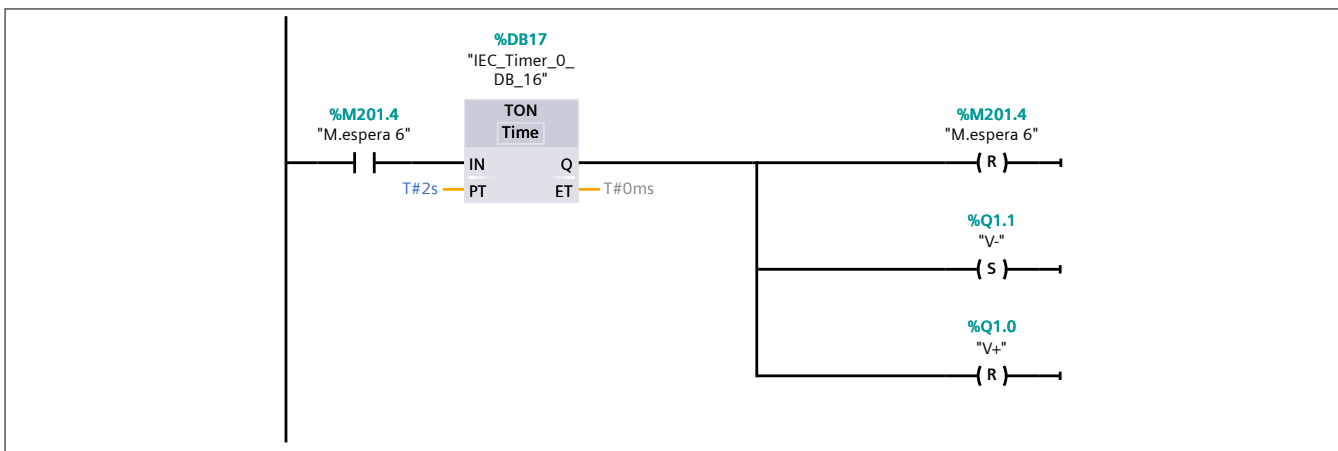 %DB17
"IEC_Timer_0_
DB_16"
TON
Time
%M201.4
"M.espera 6"
IN
Q
T#2s
PT
ET
T#0ms
%M201.4
"M.espera 6"
R
%Q1.1
"V-"
S
%Q1.0
"V+"
R